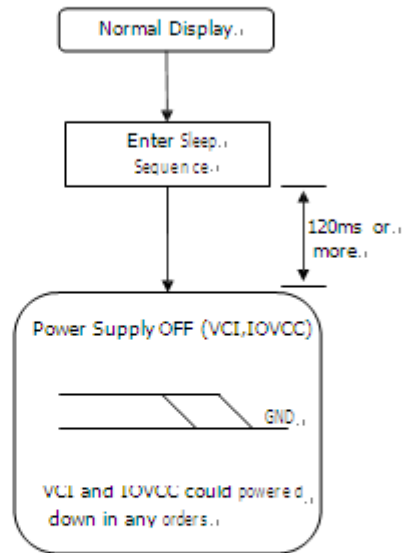 Normal Display.
Enter Sleep.
Sequence.
120ms or.
more.
Power Supply OFF (VCI,IOVCC)
GND.
VCI and IOVCC could powered.
down in any orders.